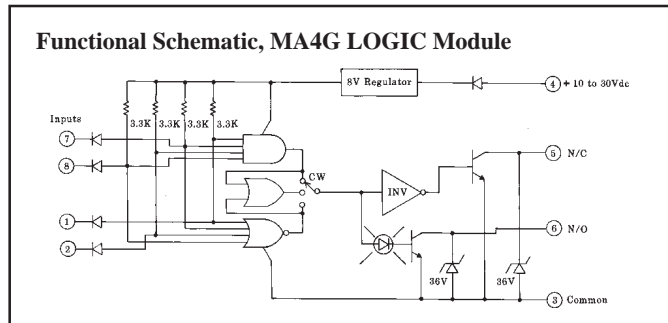 Functional Schematic, MA4G LOGIC Module
8V Regulator
4 + 10 to 30Vdc
Inputs
3.3K 3.3K 3.3K 3.3K
7
8
CW
5 N/C
INV
1
6 N/O
2
36V 36V
3 Common